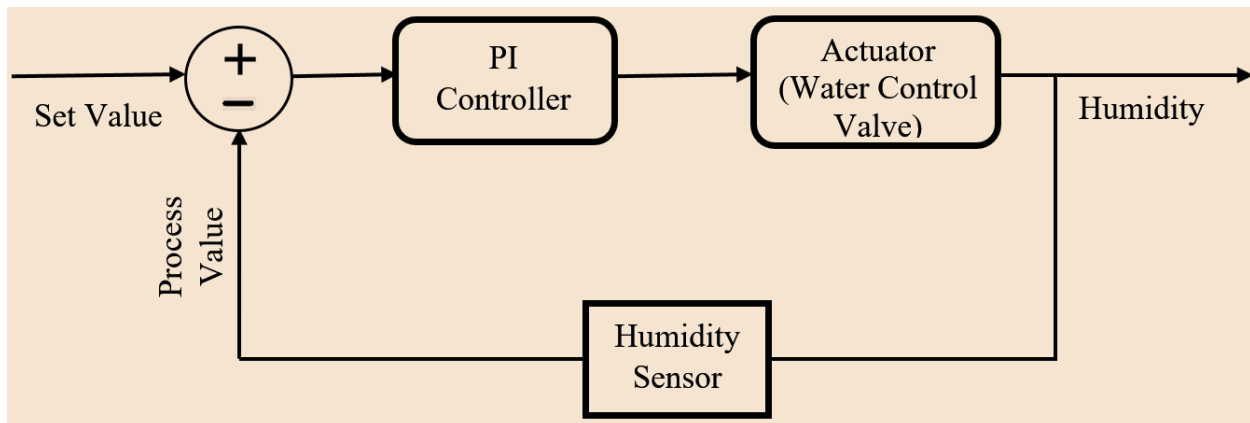 +
−
PI
Controller
Actuator
(Water Control
Valve)
Set Value
Humidity
Process
Value
Humidity
Sensor